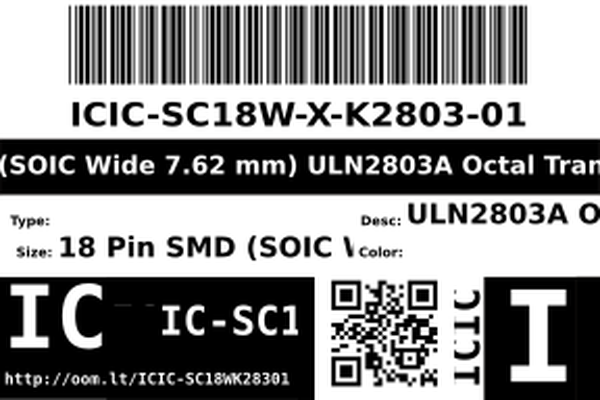 ICIC-SC18W-X-K2803-01
(SOIC Wide 7.62 mm) ULN2803A Octal Tran
Type:
Desc: ULN2803A O
Size: 18 Pin SMD (SOIC
Color:
IC
IC-SC1
http://oom.lt/ICIC-SC18WK28301
ICIC
I